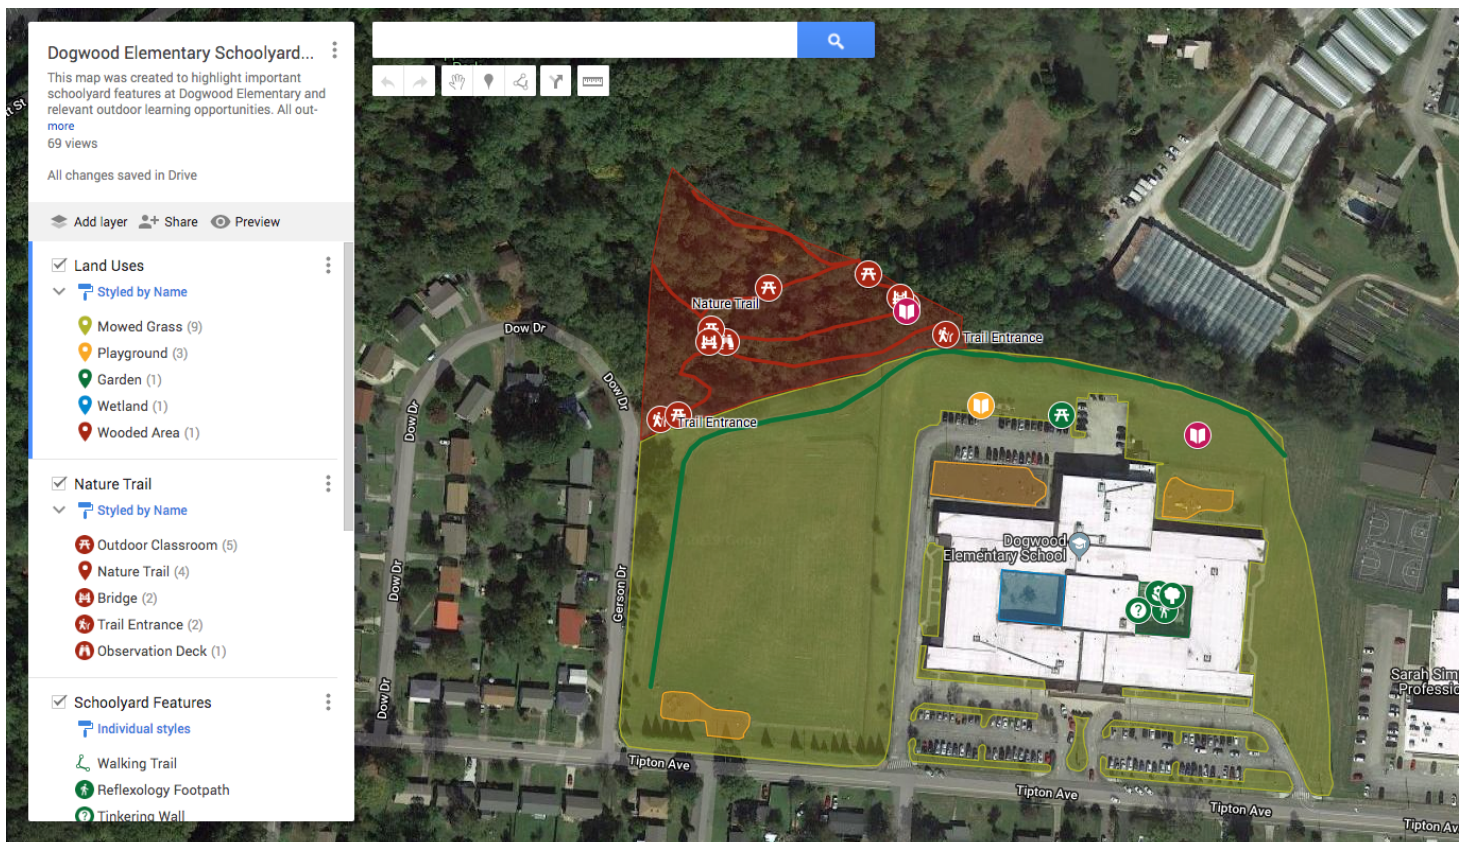 Dogwood Elementary Schoolyard...
This map was created to highlight important
schoolyard features at Dogwood Elementary and
relevant outdoor learning opportunities. All out-
more
69 views
All changes saved in Drive
Add layer Share Preview
Land Uses
Styled by Name
Mowed Grass (9)
Playground (3)
Garden (1)
Wetland (1)
Wooded Area (1)
Nature Trail
Styled by Name
Outdoor Classroom (5)
Nature Trail (4)
Bridge (2)
Trail Entrance (2)
Observation Deck (1)
Schoolyard Features
Individual styles
Walking Trail
Reflexology Footpath
Tinkering Wall
Nature Trail
Trail Entrance
Trail Entrance
Dow Dr
Dow Dr
Dow Dr
Dow Dr
Dow Dr
Gerson Dr
Dogwood
Elementary School
Sarah Sim
Professio
Tipton Ave
Tipton Ave
Tipton Ave
Tipton Av